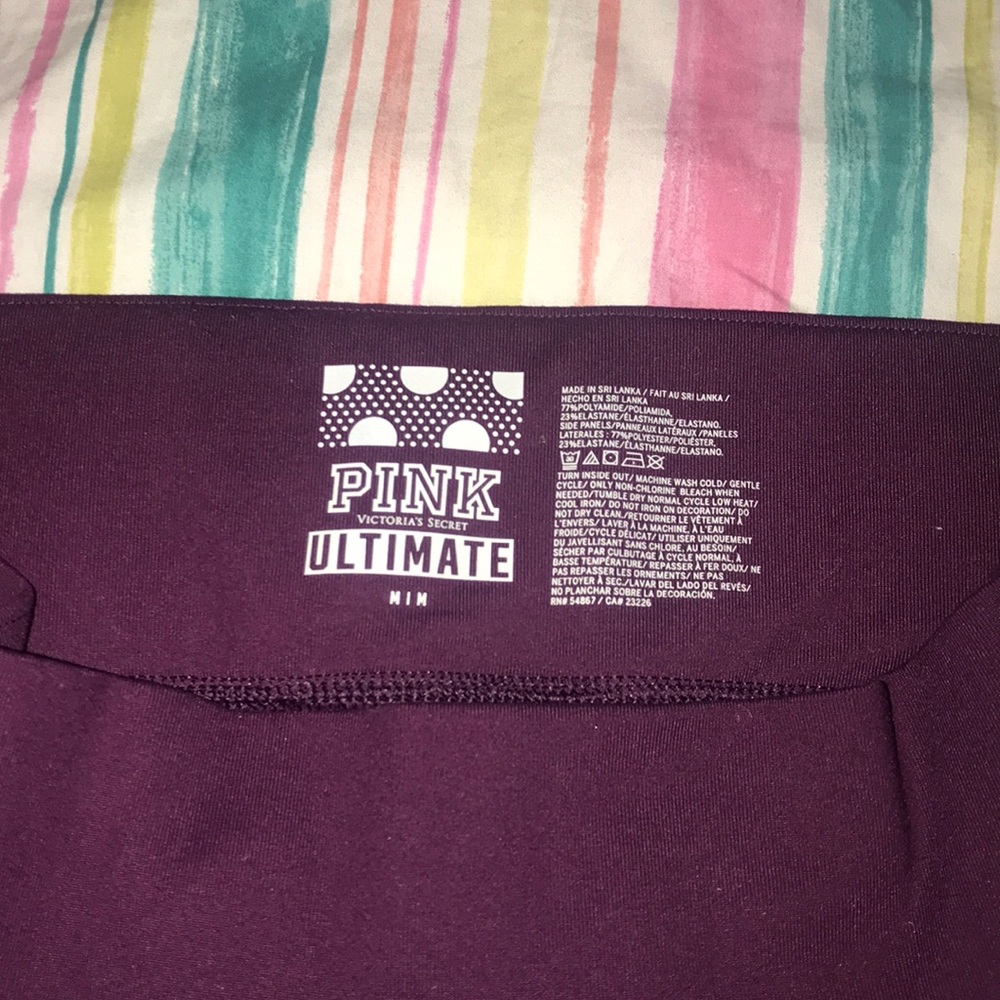 PINK
VICTORIA'S SECRET
ULTIMATE
M I M
MADE IN SRI LANKA / FAIT AU SRI LANKA /
HECHO EN SRI LANKA
77%POLYAMIDE/POLIAMIDA,
23%ELASTANE/ÉLASTHANNE/ELASTANO.
SIDE PANELS/PANNEAUX LATÉRAUX /PANELES
LATERALES : 77%POLYESTER/POLIÉSTER,
23%ELASTANE/ÉLASTHANNE/ELASTANO.
30
TURN INSIDE OUT/ MACHINE WASH COLD/ GENTLE
CYCLE/ ONLY NON-CHLORINE BLEACH WHEN
NEEDED/TUMBLE DRY NORMAL CYCLE LOW HEAT/
COOL IRON/ DO NOT IRON ON DECORATION/ DO
NOT DRY CLEAN./RETOURNER LE VÊTEMENT À
L'ENVERS/ LAVER À LA MACHINE, À L'EAU
FROIDE/CYCLE DÉLICAT/ UTILISER UNIQUEMENT
DU JAVELLISANT SANS CHLORE, AU BESOIN/
SÉCHER PAR CULBUTAGE À CYCLE NORMAL, À
BASSE TEMPÉRATURE/ REPASSER À FER DOUX/ NE
PAS REPASSER LES ORNEMENTS/ NE PAS
NETTOYER À SEC./LAVAR DEL LADO DEL REVÉS/
NO PLANCHAR SOBRE LA DECORACIÓN.
RN# 54867 / CA# 23226